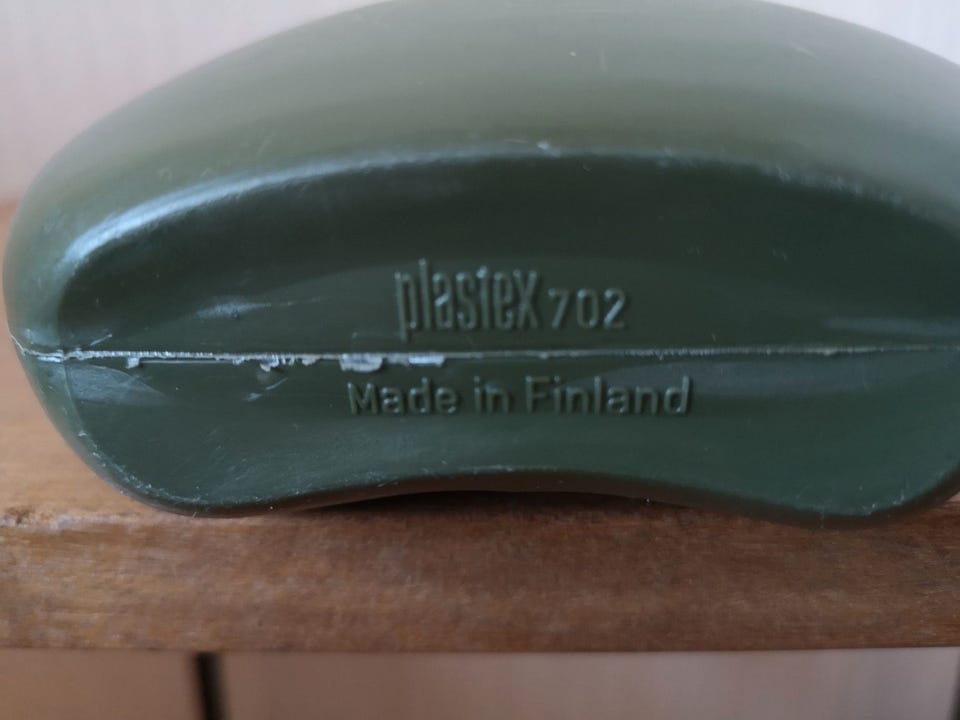 plastex 702
Made in Finland